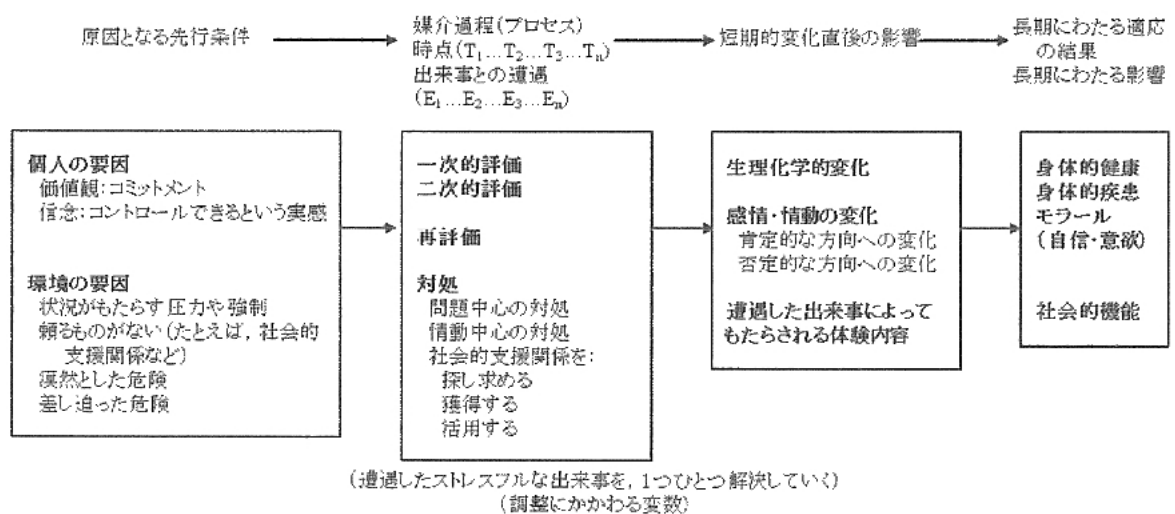 原因となる先行条件
媒介過程(プロセス)
時点(T₁…T₂…T₃…Tₙ)
出来事との遭遇
(E₁…E₂…E₃…Eₙ)
短期的変化直後の影響
長期にわたる適応
の結果
長期にわたる影響
個人の要因
価値観：コミットメント
信念：コントロールできるという実感
環境の要因
状況がもたらす圧力や強制
頼るものがない(たとえば，社会的
支援関係など)
漠然とした危険
差し迫った危険
一次的評価
二次的評価
再評価
対処
問題中心の対処
情動中心の対処
社会的支援関係を：
探し求める
獲得する
活用する
生理化学的変化
感情・情動の変化
肯定的な方向への変化
否定的な方向への変化
遭遇した出来事によって
もたらされる体験内容
身体的健康
身体的疾患
モラール
(自信・意欲)
社会的機能
(遭遇したストレスフルな出来事を，1つひとつ解決していく)
(調整にかかわる変数)